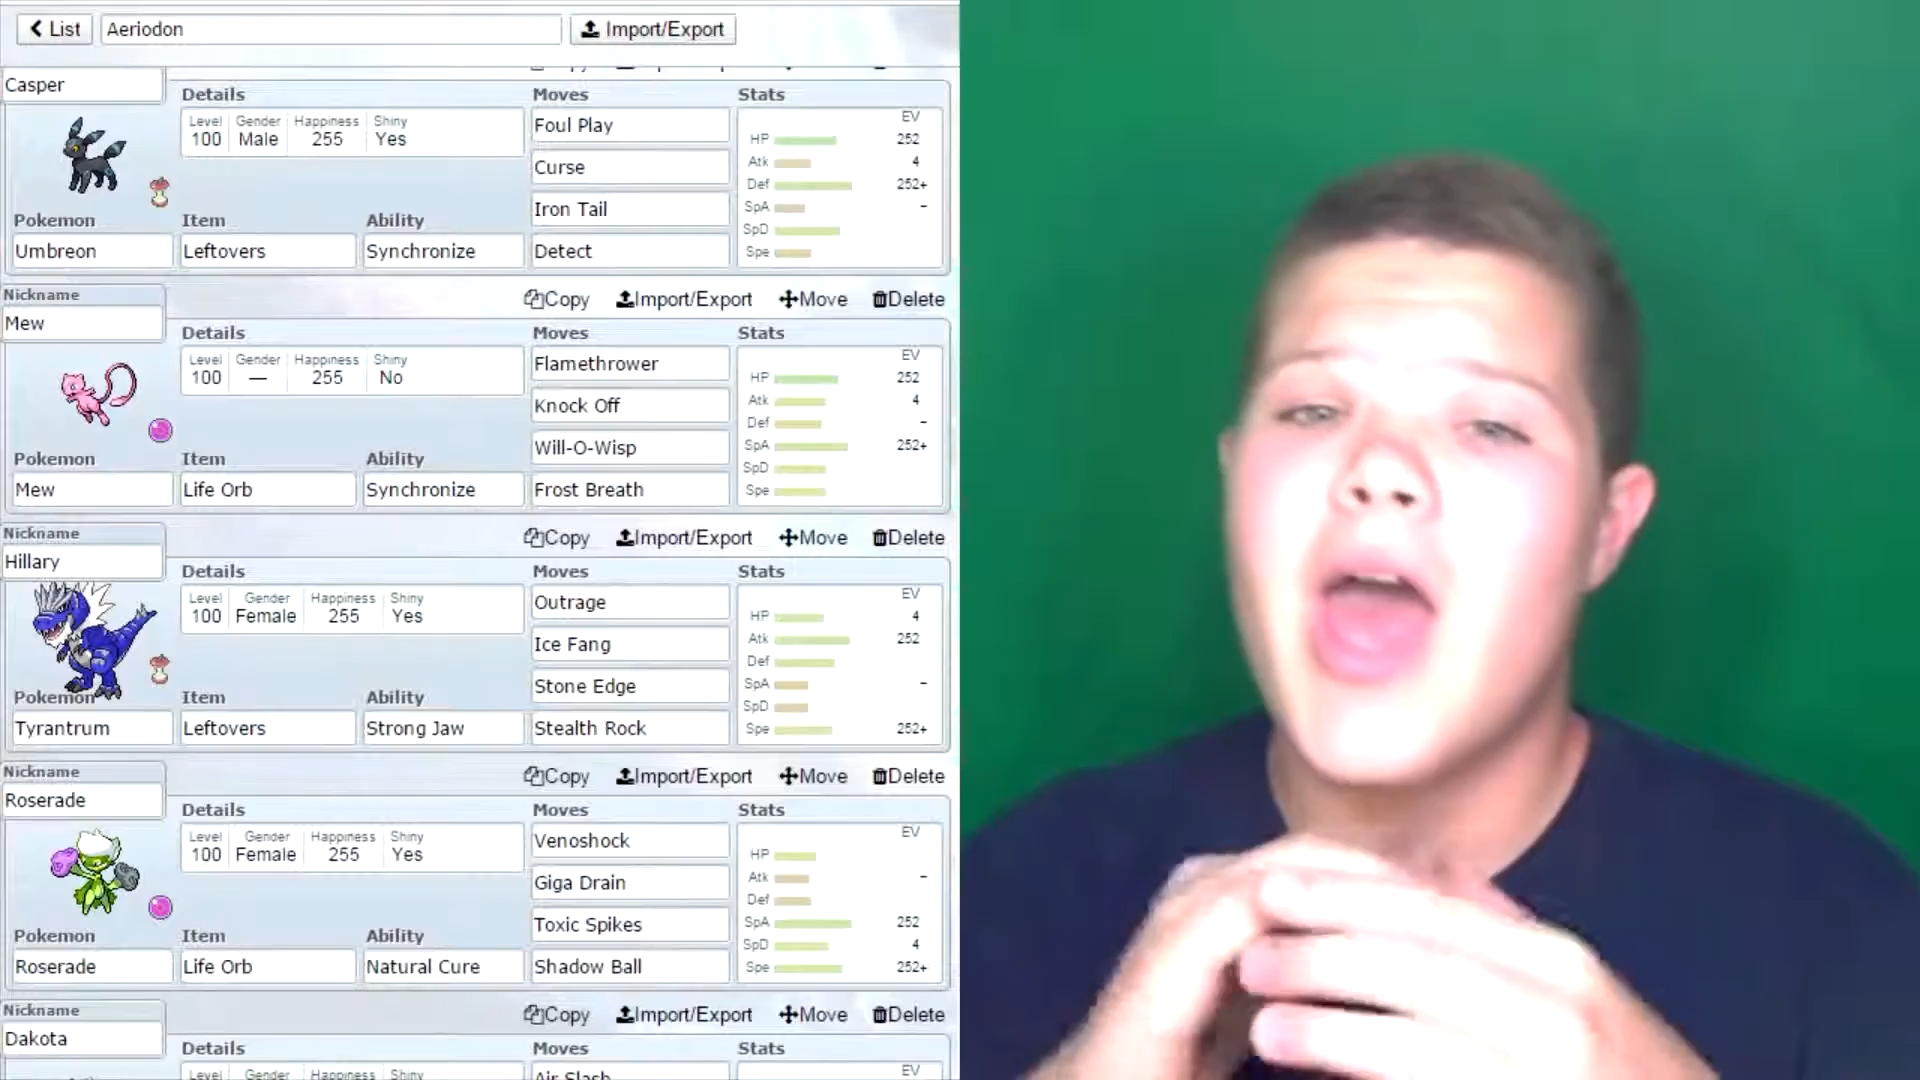 List
Aeriodon
Import/Export
Casper
Details
Moves
Stats
Level Gender Happiness Shiny
100 Male 255 Yes
Foul Play
Curse
Iron Tail
Detect
EV
HP 252
Atk 4
Def 252+
SpA -
SpD
Spe
Pokemon Item Ability
Umbreon Leftovers Synchronize
Nickname
Mew
Copy Import/Export Move Delete
Details
Moves
Stats
Level Gender Happiness Shiny
100 — 255 No
Flamethrower
Knock Off
Will-O-Wisp
Frost Breath
EV
HP 252
Atk 4
Def -
SpA 252+
SpD
Spe
Pokemon Item Ability
Mew Life Orb Synchronize
Nickname
Hillary
Copy Import/Export Move Delete
Details
Moves
Stats
Level Gender Happiness Shiny
100 Female 255 Yes
Outrage
Ice Fang
Stone Edge
Stealth Rock
EV
HP 4
Atk 252
Def
SpA -
SpD
Spe 252+
Pokemon Item Ability
Tyrantrum Leftovers Strong Jaw
Nickname
Roserade
Copy Import/Export Move Delete
Details
Moves
Stats
Level Gender Happiness Shiny
100 Female 255 Yes
Venoshock
Giga Drain
Toxic Spikes
Shadow Ball
EV
HP
Atk -
Def
SpA 252
SpD 4
Spe 252+
Pokemon Item Ability
Roserade Life Orb Natural Cure
Nickname
Dakota
Copy Import/Export Move Delete
Details
Moves
Stats
Level Gender Happiness Shiny
Air Slash
EV